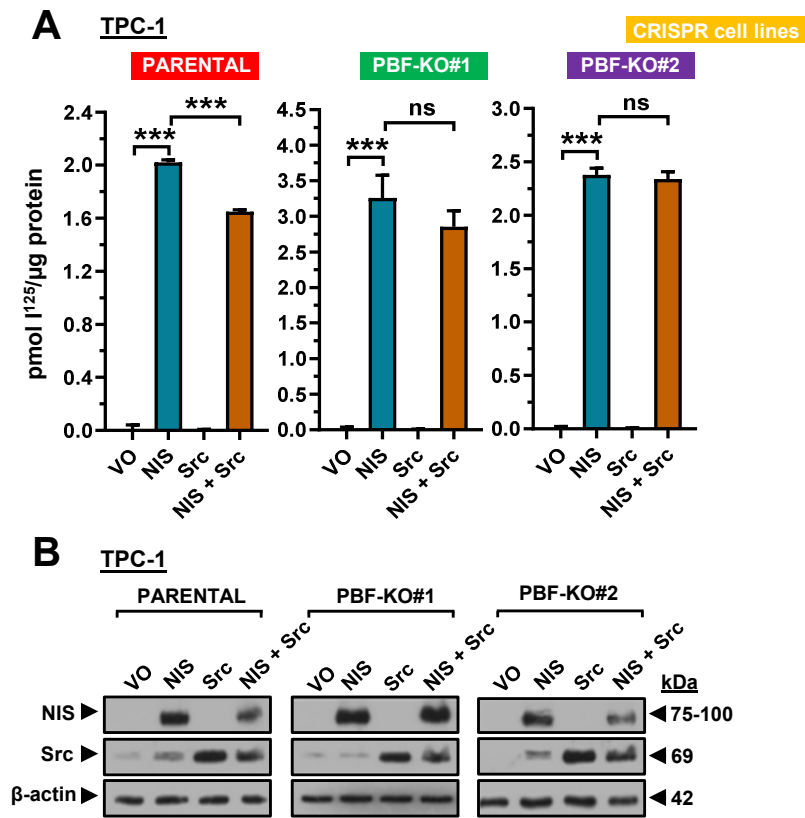 A
TPC-1
CRISPR cell lines
PARENTAL
PBF-KO#1
PBF-KO#2
pmol I¹²⁵/µg protein
2.4
2.0
1.6
1.2
0.8
0.4
0.0
***
***
VO
NIS
Src
NIS + Src
4.5
4.0
3.5
3.0
2.5
2.0
1.5
1.0
0.5
0.0
***
ns
VO
NIS
Src
NIS + Src
3.0
2.5
2.0
1.5
1.0
0.5
0.0
***
ns
VO
NIS
Src
NIS + Src
B
TPC-1
PARENTAL
PBF-KO#1
PBF-KO#2
VO
NIS
Src
NIS + Src
VO
NIS
Src
NIS + Src
VO
NIS
Src
NIS + Src
kDa
NIS
75-100
Src
69
β-actin
42